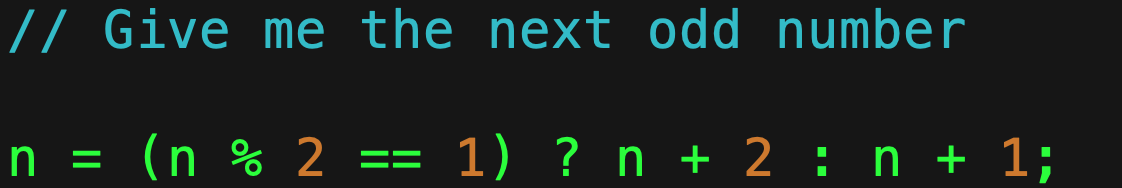 // Give me the next odd number
n = (n % 2 == 1) ? n + 2 : n + 1;